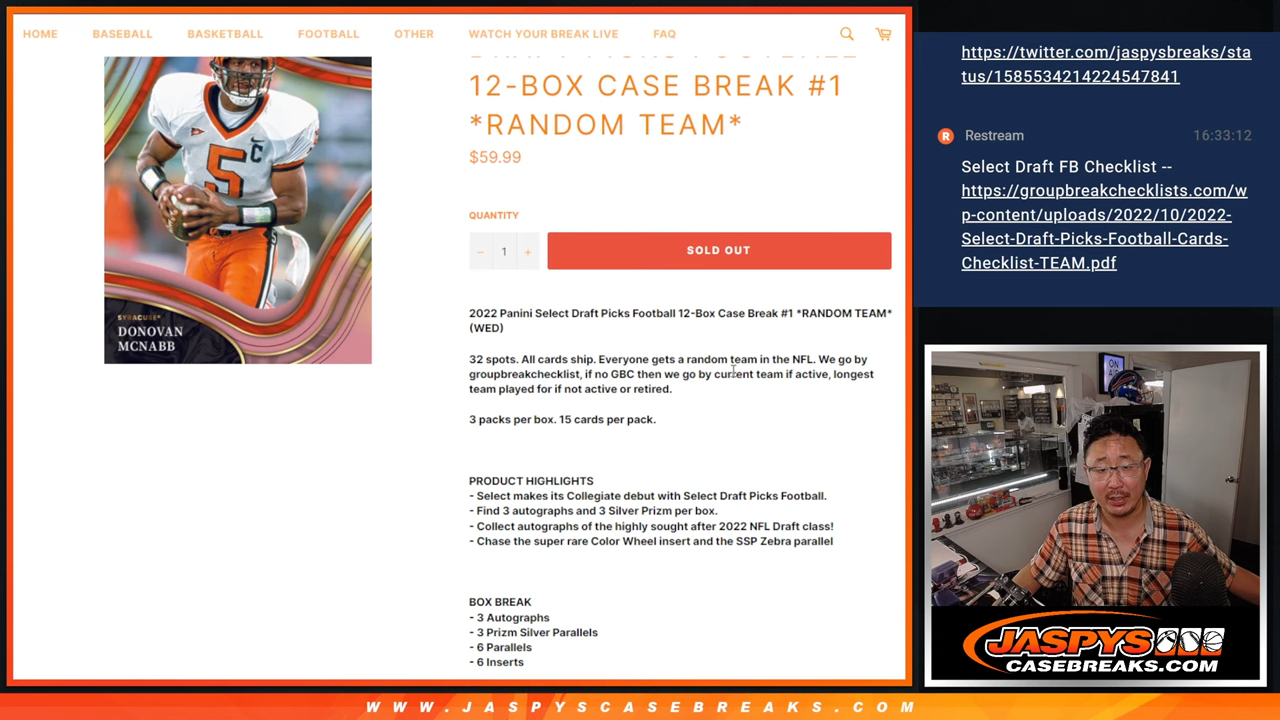 HOME BASEBALL BASKETBALL FOOTBALL OTHER WATCH YOUR BREAK LIVE FAQ
12-BOX CASE BREAK #1
*RANDOM TEAM*
$59.99
QUANTITY
− 1 +
SOLD OUT
2022 Panini Select Draft Picks Football 12-Box Case Break #1 *RANDOM TEAM*
(WED)
32 spots. All cards ship. Everyone gets a random team in the NFL. We go by
groupbreakchecklist, if no GBC then we go by current team if active, longest
team played for if not active or retired.
3 packs per box. 15 cards per pack.
PRODUCT HIGHLIGHTS
- Select makes its Collegiate debut with Select Draft Picks Football.
- Find 3 autographs and 3 Silver Prizm per box.
- Collect autographs of the highly sought after 2022 NFL Draft class!
- Chase the super rare Color Wheel insert and the SSP Zebra parallel
BOX BREAK
- 3 Autographs
- 3 Prizm Silver Parallels
- 6 Parallels
- 6 Inserts
5
C
SYRACUSE
DONOVAN
MCNABB
https://twitter.com/jaspysbreaks/sta
tus/1585534214224547841
R Restream 16:33:12
Select Draft FB Checklist --
https://groupbreakchecklists.com/w
p-content/uploads/2022/10/2022-
Select-Draft-Picks-Football-Cards-
Checklist-TEAM.pdf
ON
AIR
JASPYS
CASEBREAKS.COM
WWW.JASPYSCASEBREAKS.COM